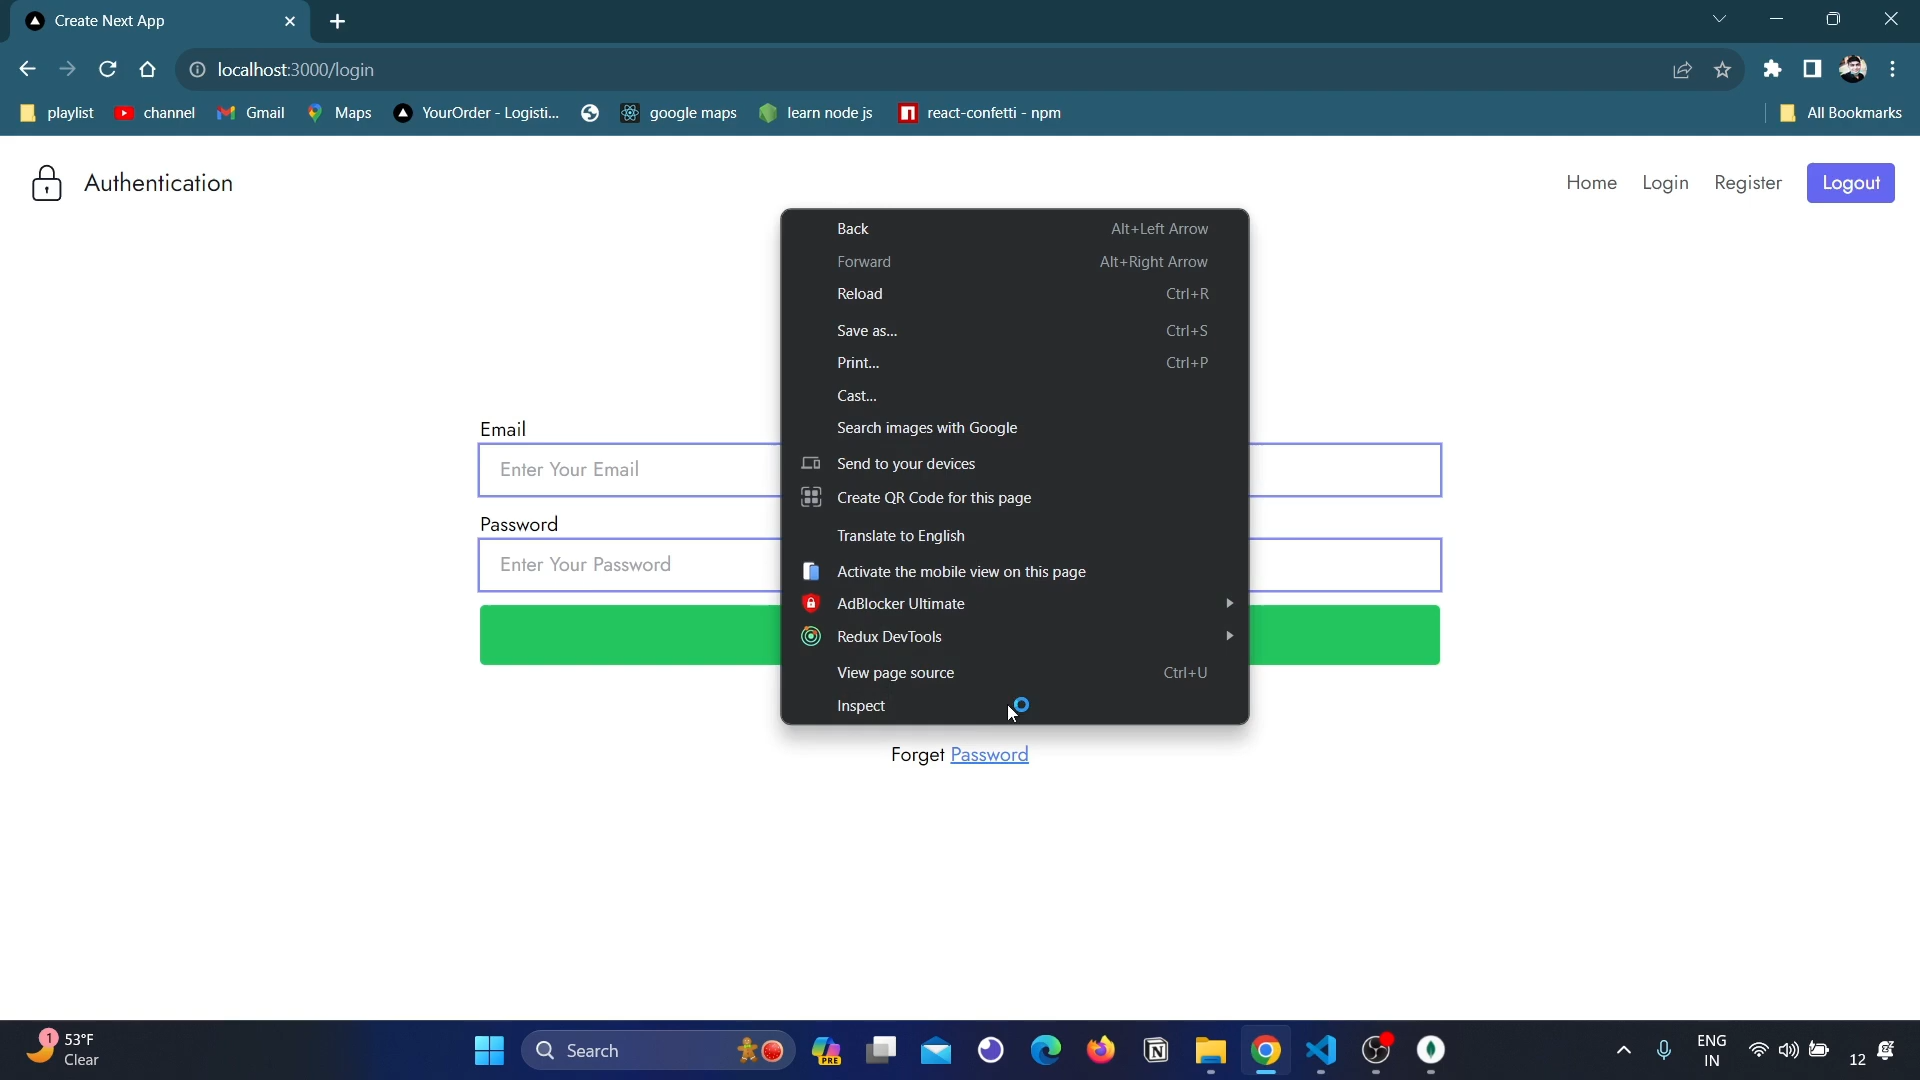 Create Next App
localhost:3000/login
playlist channel Gmail Maps YourOrder - Logisti... google maps learn node js react-confetti - npm All Bookmarks
Authentication Home Login Register Logout
Back Alt+Left Arrow
Forward Alt+Right Arrow
Reload Ctrl+R
Save as... Ctrl+S
Print... Ctrl+P
Cast...
Search images with Google
Send to your devices
Create QR Code for this page
Translate to English
Activate the mobile view on this page
AdBlocker Ultimate
Redux DevTools
View page source Ctrl+U
Inspect
Email
Enter Your Email
Password
Enter Your Password
Forget Password
1 53°F
Clear
Search
PRE
ENG
IN
12